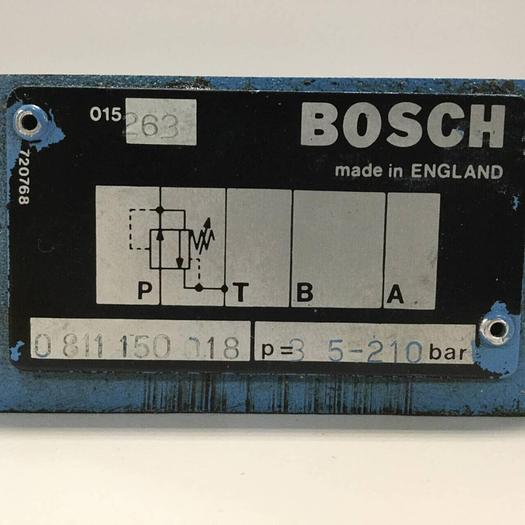 015 263 BOSCH
made in ENGLAND
720768
P T B A
0 811 150 018 p= 3 5-210 bar